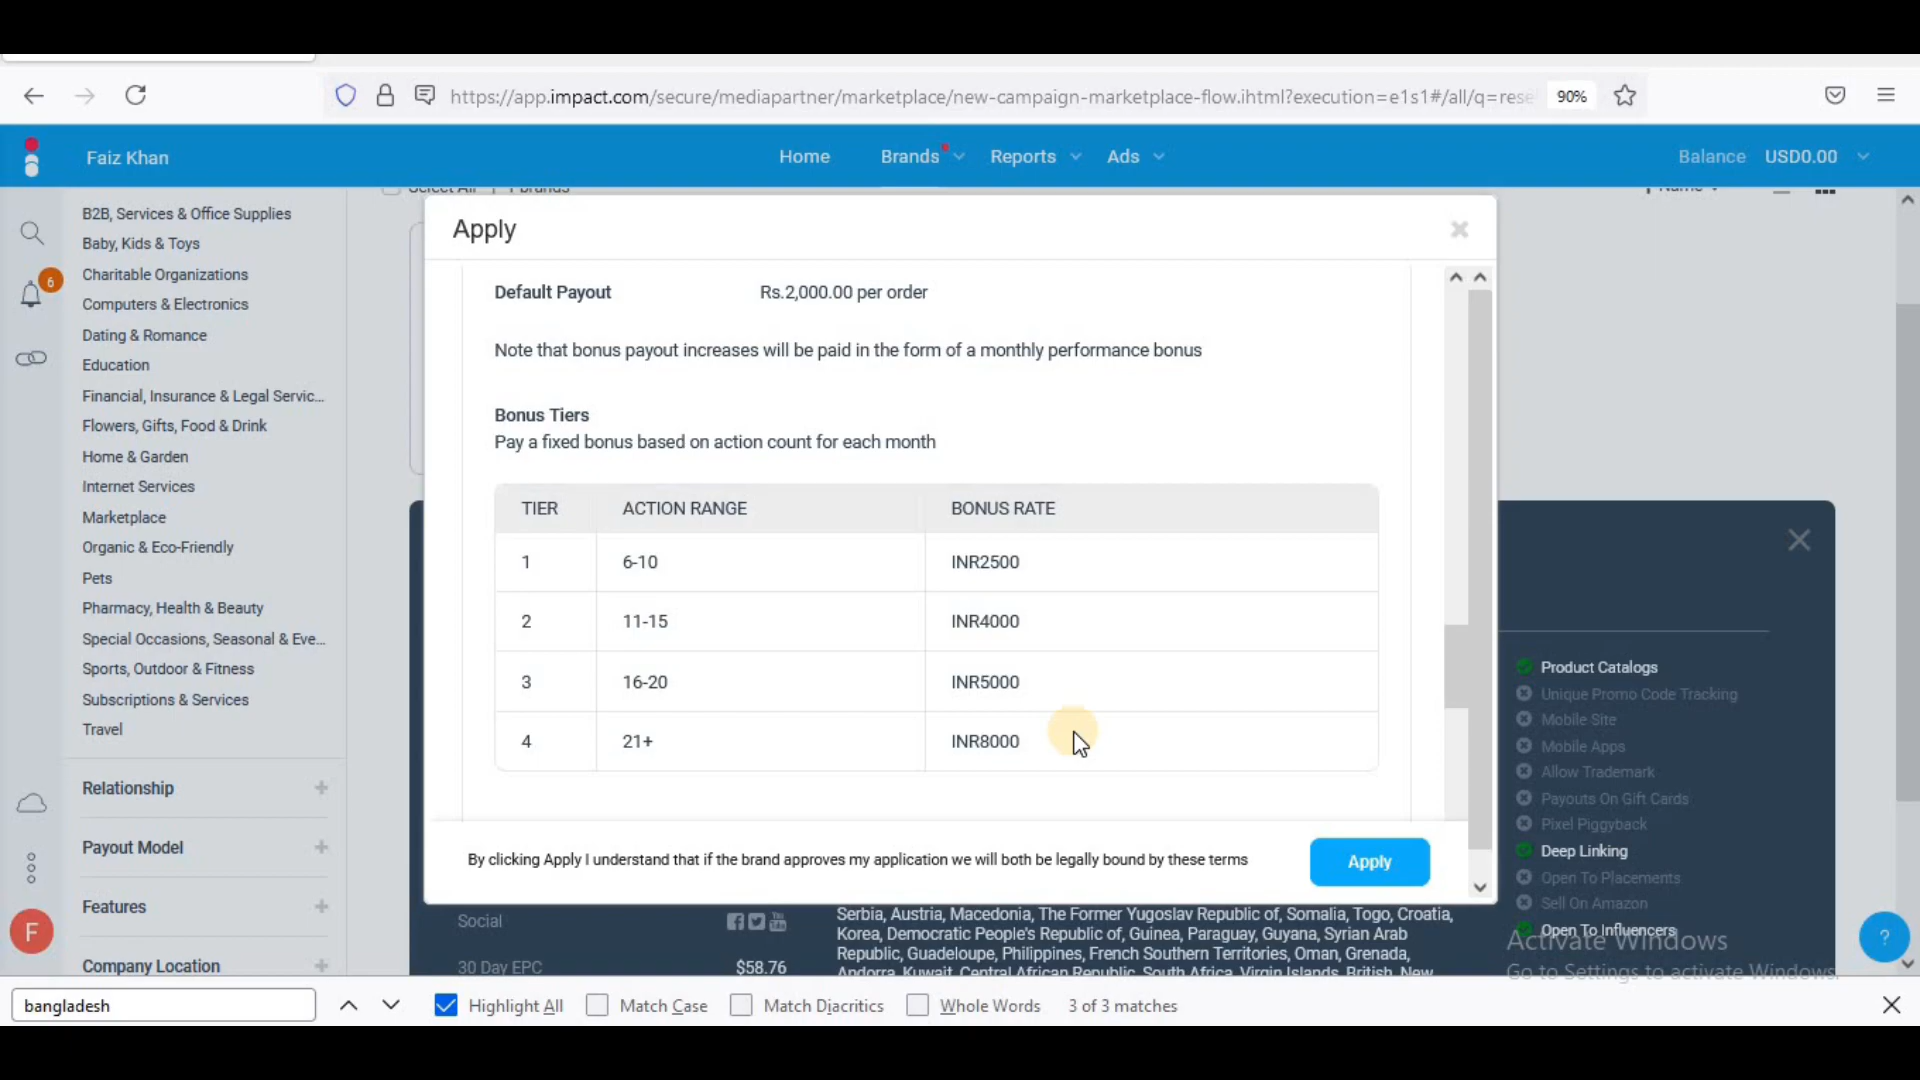 https://app.impact.com/secure/mediapartner/marketplace/new-campaign-marketplace-flow.ihtml?execution=e1s1#/all/q=rese
90%
Faiz Khan
Home
Brands
Reports
Ads
Balance USD0.00
B2B, Services & Office Supplies
Baby, Kids & Toys
Charitable Organizations
Computers & Electronics
Dating & Romance
Education
Financial, Insurance & Legal Servic...
Flowers, Gifts, Food & Drink
Home & Garden
Internet Services
Marketplace
Organic & Eco-Friendly
Pets
Pharmacy, Health & Beauty
Special Occasions, Seasonal & Eve...
Sports, Outdoor & Fitness
Subscriptions & Services
Travel
Relationship
Payout Model
Features
Company Location
6
F
Apply
Default Payout Rs.2,000.00 per order
Note that bonus payout increases will be paid in the form of a monthly performance bonus
Bonus Tiers
Pay a fixed bonus based on action count for each month
TIER ACTION RANGE BONUS RATE
1 6-10 INR2500
2 11-15 INR4000
3 16-20 INR5000
4 21+ INR8000
By clicking Apply I understand that if the brand approves my application we will both be legally bound by these terms
Apply
Product Catalogs
Unique Promo Code Tracking
Mobile Site
Mobile Apps
Allow Trademark
Payouts On Gift Cards
Pixel Piggyback
Deep Linking
Open To Placements
Sell On Amazon
Open To Influencers
Social
30 Day EPC $58.76
Serbia, Austria, Macedonia, The Former Yugoslav Republic of, Somalia, Togo, Croatia,
Korea, Democratic People's Republic of, Guinea, Paraguay, Guyana, Syrian Arab
Republic, Guadeloupe, Philippines, French Southern Territories, Oman, Grenada,
Andorra, Kuwait, Central African Republic, South Africa, Virgin Islands, British, New
Activate Windows
Go to Settings to activate Windows.
?
bangladesh
Highlight All
Match Case
Match Diacritics
Whole Words
3 of 3 matches